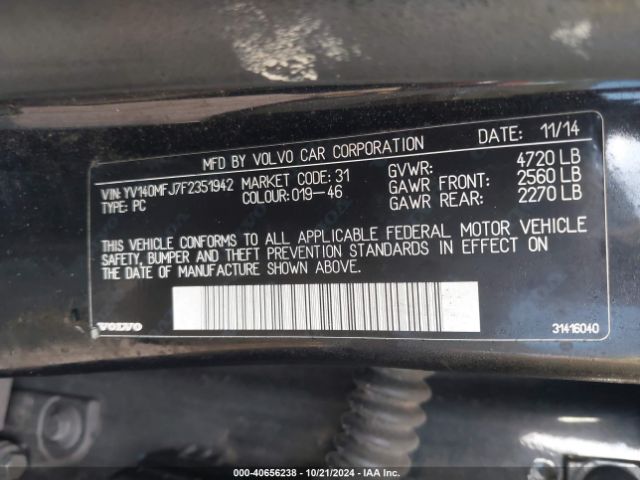 MFD BY VOLVO CAR CORPORATION DATE: 11/14
VIN: YV140MFJ7F2351942 MARKET CODE: 31 GVWR: 4720 LB
TYPE: PC COLOUR: 019-46 GAWR FRONT: 2560 LB
GAWR REAR: 2270 LB
THIS VEHICLE CONFORMS TO ALL APPLICABLE FEDERAL MOTOR VEHICLE
SAFETY, BUMPER AND THEFT PREVENTION STANDARDS IN EFFECT ON
THE DATE OF MANUFACTURE SHOWN ABOVE.
VOLVO 31416040
000-40656238 - 10/21/2024 - IAA Inc.